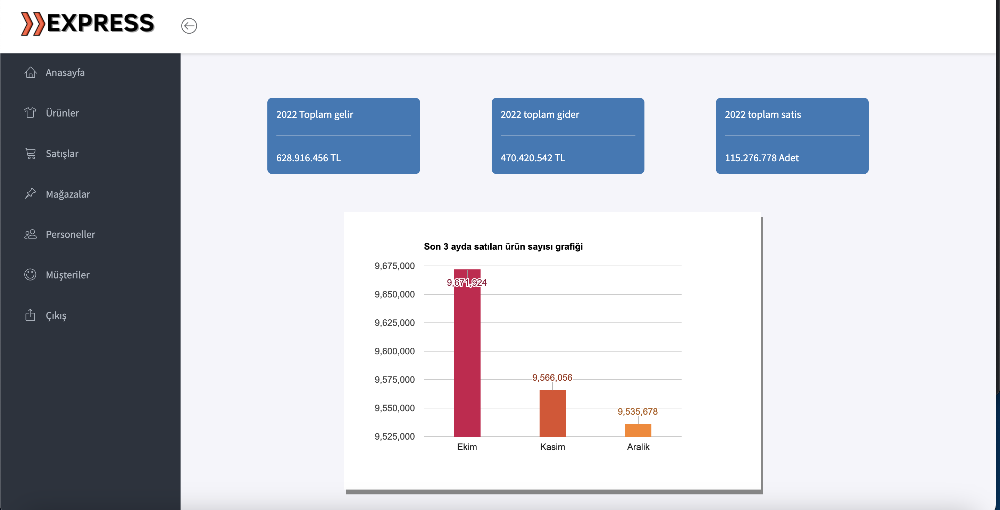 EXPRESS
Anasayfa
Ürünler
Satışlar
Mağazalar
Personeller
Müşteriler
Çıkış
2022 Toplam gelir
628.916.456 TL
2022 toplam gider
470.420.542 TL
2022 toplam satis
115.276.778 Adet
Son 3 ayda satılan ürün sayısı grafiği
9,675,000
9,650,000
9,625,000
9,600,000
9,575,000
9,550,000
9,525,000
9,671,924
9,566,056
9,535,678
Ekim
Kasim
Aralik